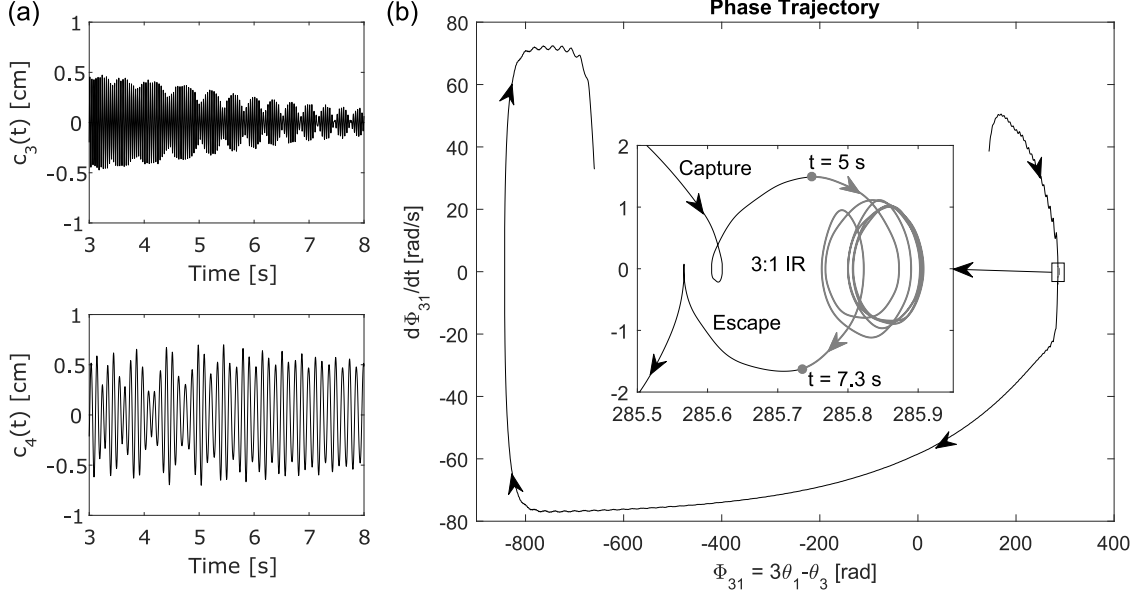 (a)
1
0.5
0
-0.5
-1
c3(t) [cm]
3 4 5 6 7 8
Time [s]
1
0.5
0
-0.5
-1
c4(t) [cm]
3 4 5 6 7 8
Time [s]
(b)
Phase Trajectory
80
60
40
20
0
-20
-40
-60
-80
dΦ31/dt [rad/s]
-800 -600 -400 -200 0 200 400
Φ31 = 3θ1-θ3 [rad]
2
1
0
-1
-2
285.5 285.6 285.7 285.8 285.9
Capture
t = 5 s
3:1 IR
Escape
t = 7.3 s